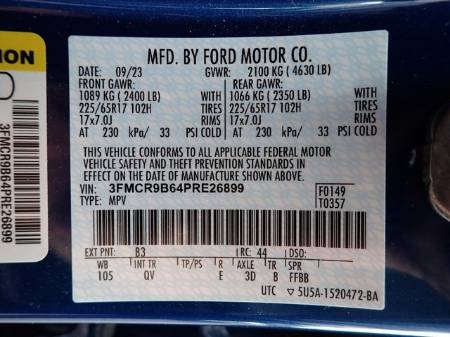 MFD. BY FORD MOTOR CO.
DATE: 09/23 GVWR: 2100 KG ( 4630 LB)
FRONT GAWR: REAR GAWR:
1089 KG ( 2400 LB) WITH 1066 KG ( 2350 LB) WITH
225/65R17 102H TIRES 225/65R17 102H TIRES
17x7.0J RIMS 17x7.0J RIMS
AT 230 kPa/ 33 PSI COLD AT 230 kPa/ 33 PSI COLD
THIS VEHICLE CONFORMS TO ALL APPLICABLE FEDERAL MOTOR
VEHICLE SAFETY AND THEFT PREVENTION STANDARDS IN
EFFECT ON THE DATE OF MANUFACTURE SHOWN ABOVE.
VIN: 3FMCR9B64PRE26899 F0149
TYPE: MPV T0357
EXT PNT: B3 RC: 44 DSO:
WB INT TR TP/PS R AXLE TR SPR
105 QV E 3D B FFBB
UTC 5U5A-1520472-BA
3FMCR9B64PRE26899